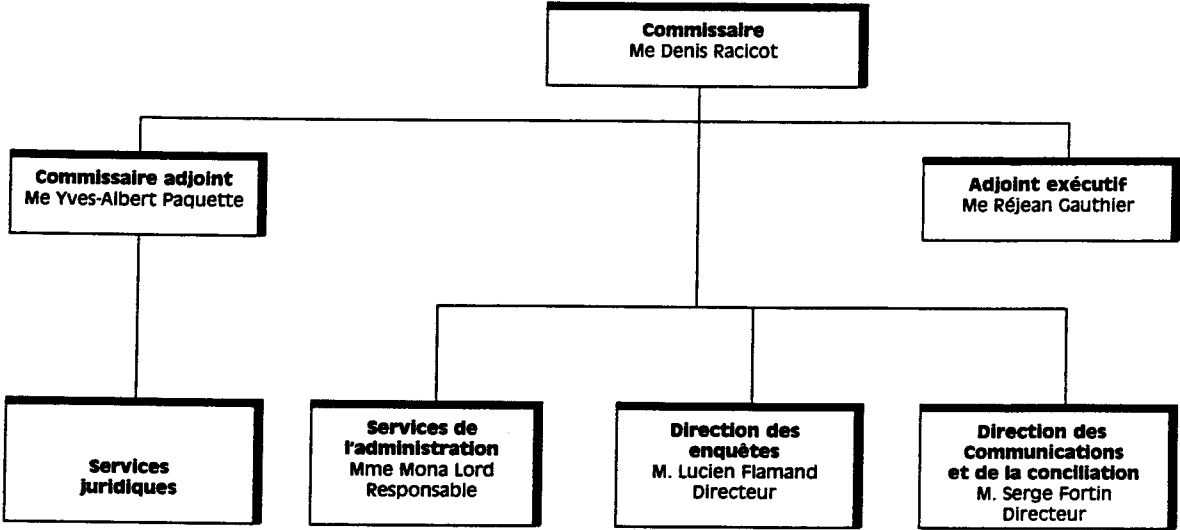 Commissaire
Me Denis Racicot
Commissaire adjoint
Me Yves-Albert Paquette
Adjoint exécutif
Me Réjean Gauthier
Services
juridiques
Services de
l'administration
Mme Mona Lord
Responsable
Direction des
enquêtes
M. Lucien Flamand
Directeur
Direction des
Communications
et de la conciliation
M. Serge Fortin
Directeur